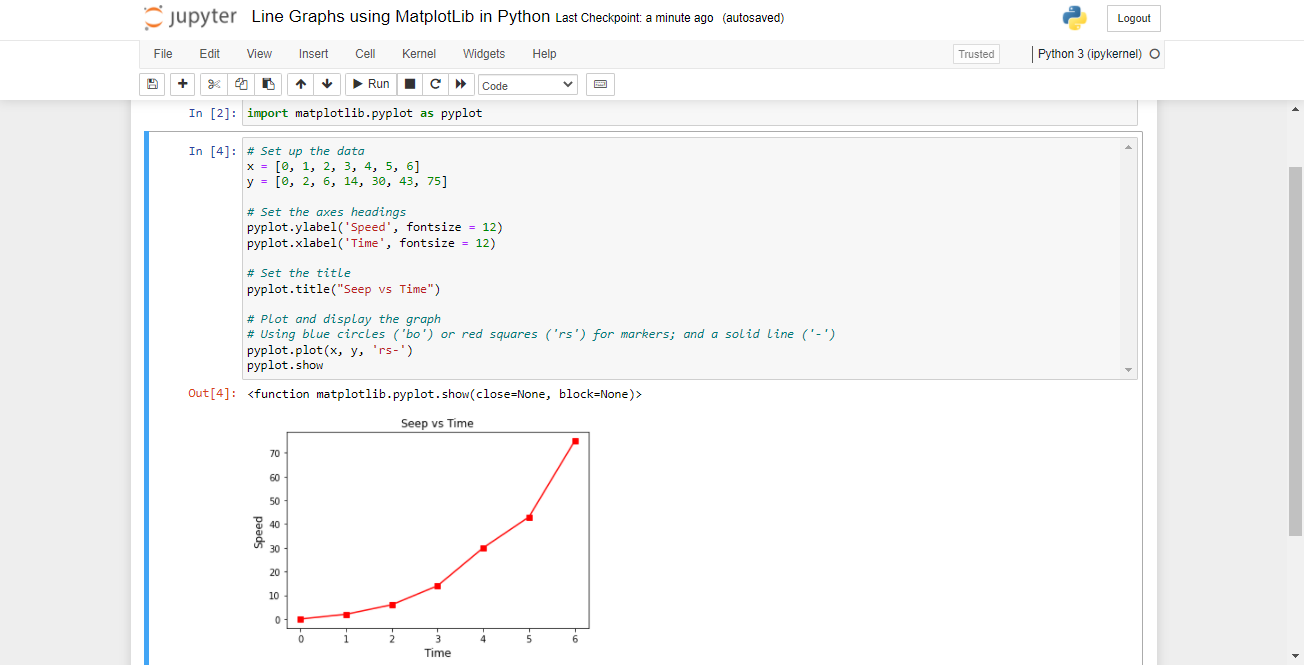 jupyter Line Graphs using MatplotLib in Python Last Checkpoint: a minute ago (autosaved) Logout
File Edit View Insert Cell Kernel Widgets Help Trusted Python 3 (ipykernel)
Run Code
In [2]: import matplotlib.pyplot as pyplot
In [4]: # Set up the data
x = [0, 1, 2, 3, 4, 5, 6]
y = [0, 2, 6, 14, 30, 43, 75]
# Set the axes headings
pyplot.ylabel('Speed', fontsize = 12)
pyplot.xlabel('Time', fontsize = 12)
# Set the title
pyplot.title("Seep vs Time")
# Plot and display the graph
# Using blue circles ('bo') or red squares ('rs') for markers; and a solid line ('-')
pyplot.plot(x, y, 'rs-')
pyplot.show
Out[4]: <function matplotlib.pyplot.show(close=None, block=None)>
Seep vs Time
70
60
50
40
30
20
10
0
Speed
0 1 2 3 4 5 6
Time